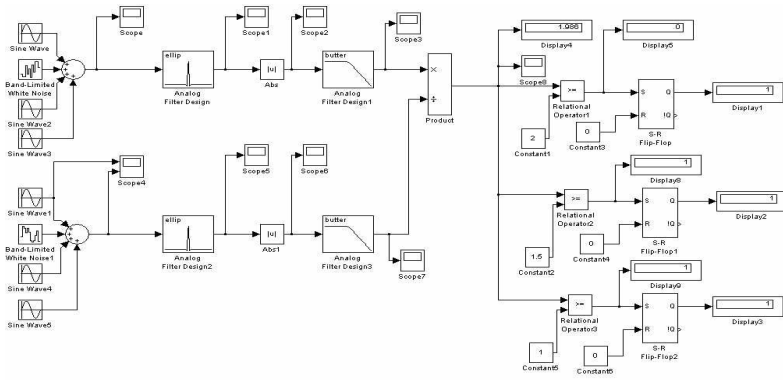 Sine Wave
Band-Limited
White Noise
Sine Wave2
Sine Wave3
Scope
ellip
Analog
Filter Design
Scope1
|u|
Abs
Scope2
butter
Analog
Filter Design1
Scope3
×
÷
Product
1.986
Display4
Scope8
0
Display5
>=
Relational
Operator1
2
Constant1
0
Constant3
S
R
Q
!Q
S-R
Flip-Flop
1
Display1
Sine Wave1
Band-Limited
White Noise1
Sine Wave4
Sine Wave5
Scope4
ellip
Analog
Filter Design2
Scope5
|u|
Abs1
Scope6
butter
Analog
Filter Design3
Scope7
1
Display8
>=
Relational
Operator2
1.5
Constant2
0
Constant4
S
R
Q
!Q
S-R
Flip-Flop1
1
Display2
1
Display9
>=
Relational
Operator3
1
Constant5
0
Constant6
S
R
Q
!Q
S-R
Flip-Flop2
1
Display3